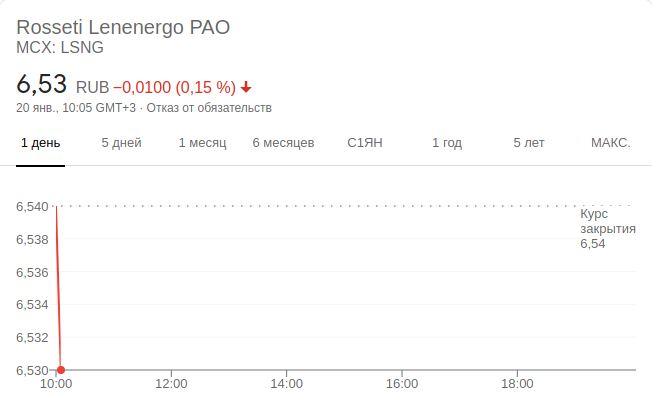 Rosseti Lenenergo PAO
MCX: LSNG
6,53 RUB −0,0100 (0,15 %)
20 янв., 10:05 GMT+3 · Отказ от обязательств
1 день 5 дней 1 месяц 6 месяцев С1ЯН 1 год 5 лет МАКС.
6,540
Курс
закрытия
6,54
6,538
6,536
6,534
6,532
6,530
10:00 12:00 14:00 16:00 18:00